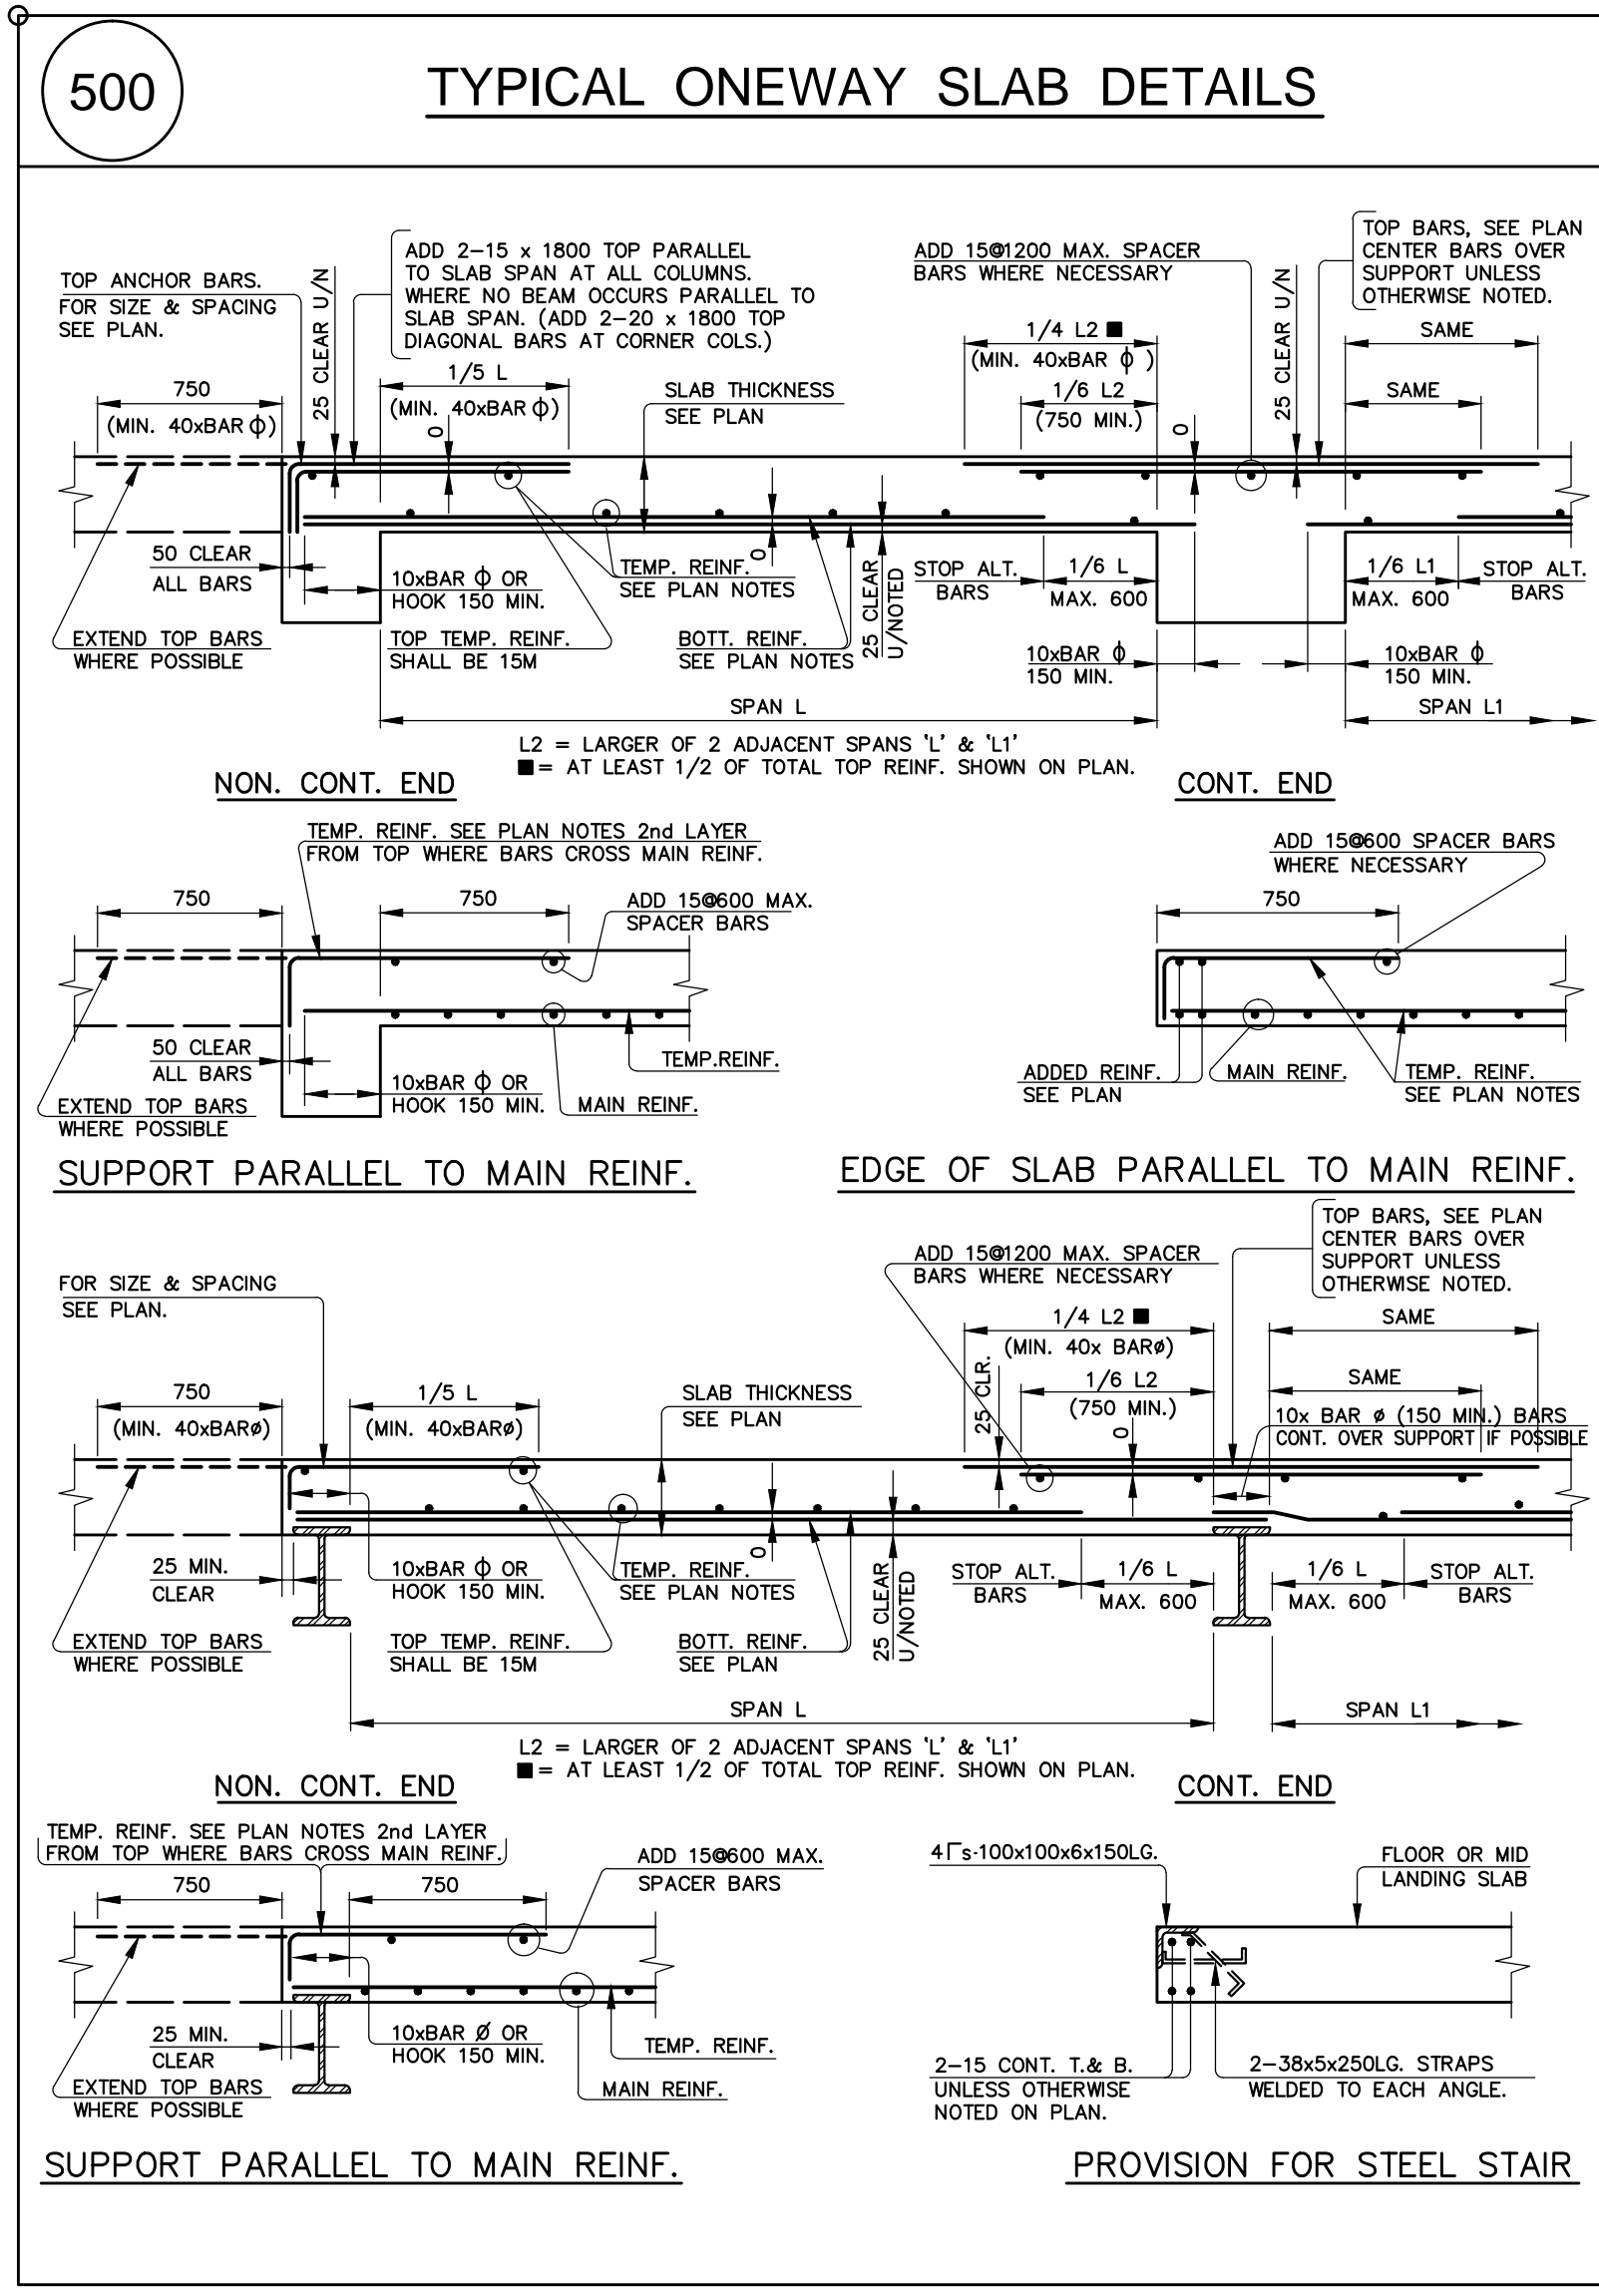 500
TYPICAL ONEWAY SLAB DETAILS
TOP ANCHOR BARS.
FOR SIZE & SPACING
SEE PLAN.
25 CLEAR U/N
ADD 2-15 x 1800 TOP PARALLEL
TO SLAB SPAN AT ALL COLUMNS.
WHERE NO BEAM OCCURS PARALLEL TO
SLAB SPAN. (ADD 2-20 x 1800 TOP
DIAGONAL BARS AT CORNER COLS.)
ADD 15@1200 MAX. SPACER
BARS WHERE NECESSARY
25 CLEAR U/N
TOP BARS, SEE PLAN
CENTER BARS OVER
SUPPORT UNLESS
OTHERWISE NOTED.
750
(MIN. 40xBAR ϕ)
1/5 L
(MIN. 40xBAR ϕ)
0
SLAB THICKNESS
SEE PLAN
1/4 L2 ■
(MIN. 40xBAR ϕ )
1/6 L2
(750 MIN.)
0
SAME
SAME
50 CLEAR
ALL BARS
10xBAR ϕ OR
HOOK 150 MIN.
TEMP. REINF.
SEE PLAN NOTES
0
25 CLEAR
U/NOTED
STOP ALT.
BARS
1/6 L
MAX. 600
1/6 L1
MAX. 600
STOP ALT.
BARS
EXTEND TOP BARS
WHERE POSSIBLE
TOP TEMP. REINF.
SHALL BE 15M
BOTT. REINF.
SEE PLAN NOTES
10xBAR ϕ
150 MIN.
10xBAR ϕ
150 MIN.
SPAN L
SPAN L1
L2 = LARGER OF 2 ADJACENT SPANS 'L' & 'L1'
■= AT LEAST 1/2 OF TOTAL TOP REINF. SHOWN ON PLAN.
NON. CONT. END
CONT. END
TEMP. REINF. SEE PLAN NOTES 2nd LAYER
FROM TOP WHERE BARS CROSS MAIN REINF.
750
750
ADD 15@600 MAX.
SPACER BARS
50 CLEAR
ALL BARS
10xBAR ϕ OR
HOOK 150 MIN.
TEMP.REINF.
MAIN REINF.
EXTEND TOP BARS
WHERE POSSIBLE
SUPPORT PARALLEL TO MAIN REINF.
ADD 15@600 SPACER BARS
WHERE NECESSARY
750
ADDED REINF.
SEE PLAN
MAIN REINF.
TEMP. REINF.
SEE PLAN NOTES
EDGE OF SLAB PARALLEL TO MAIN REINF.
FOR SIZE & SPACING
SEE PLAN.
ADD 15@1200 MAX. SPACER
BARS WHERE NECESSARY
TOP BARS, SEE PLAN
CENTER BARS OVER
SUPPORT UNLESS
OTHERWISE NOTED.
750
(MIN. 40xBARø)
1/5 L
(MIN. 40xBARø)
SLAB THICKNESS
SEE PLAN
25 CLR.
1/4 L2 ■
(MIN. 40x BARø)
1/6 L2
(750 MIN.)
0
SAME
SAME
10x BAR ø (150 MIN.) BARS
CONT. OVER SUPPORT IF POSSIBLE
25 MIN.
CLEAR
10xBAR ϕ OR
HOOK 150 MIN.
TEMP. REINF.
SEE PLAN NOTES
0
25 CLEAR
U/NOTED
STOP ALT.
BARS
1/6 L
MAX. 600
1/6 L
MAX. 600
STOP ALT.
BARS
EXTEND TOP BARS
WHERE POSSIBLE
TOP TEMP. REINF.
SHALL BE 15M
BOTT. REINF.
SEE PLAN
SPAN L
SPAN L1
L2 = LARGER OF 2 ADJACENT SPANS 'L' & 'L1'
■= AT LEAST 1/2 OF TOTAL TOP REINF. SHOWN ON PLAN.
NON. CONT. END
CONT. END
TEMP. REINF. SEE PLAN NOTES 2nd LAYER
FROM TOP WHERE BARS CROSS MAIN REINF.
750
750
ADD 15@600 MAX.
SPACER BARS
25 MIN.
CLEAR
10xBAR Ø OR
HOOK 150 MIN.
TEMP. REINF.
MAIN REINF.
EXTEND TOP BARS
WHERE POSSIBLE
SUPPORT PARALLEL TO MAIN REINF.
4Γs-100x100x6x150LG.
FLOOR OR MID
LANDING SLAB
2-15 CONT. T.& B.
UNLESS OTHERWISE
NOTED ON PLAN.
2-38x5x250LG. STRAPS
WELDED TO EACH ANGLE.
PROVISION FOR STEEL STAIR